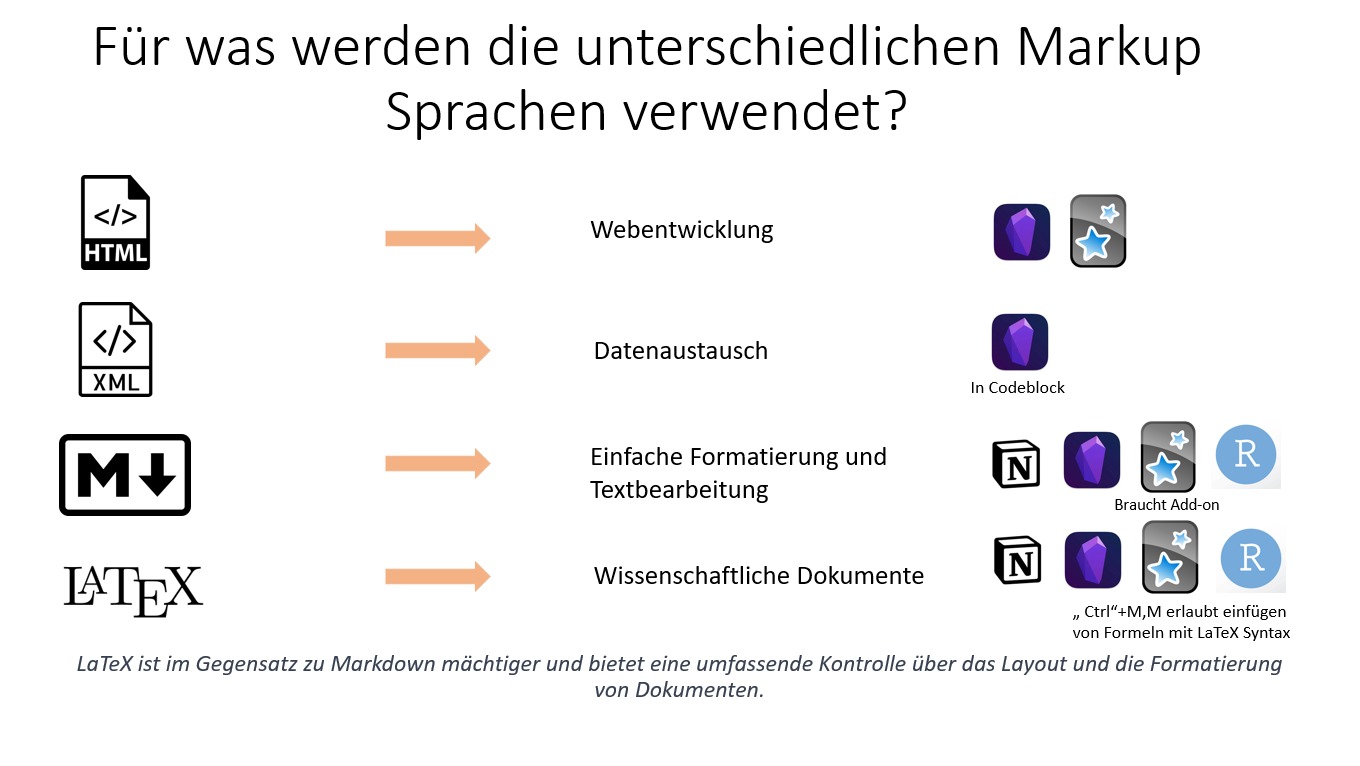 Für was werden die unterschiedlichen Markup
Sprachen verwendet?
</>
HTML
Webentwicklung
</>
XML
Datenaustausch
In Codeblock
M
Einfache Formatierung und
Textbearbeitung
N
R
Braucht Add-on
LATEX
Wissenschaftliche Dokumente
N
R
„ Ctrl“+M,M erlaubt einfügen
von Formeln mit LaTeX Syntax
LaTeX ist im Gegensatz zu Markdown mächtiger und bietet eine umfassende Kontrolle über das Layout und die Formatierung
von Dokumenten.